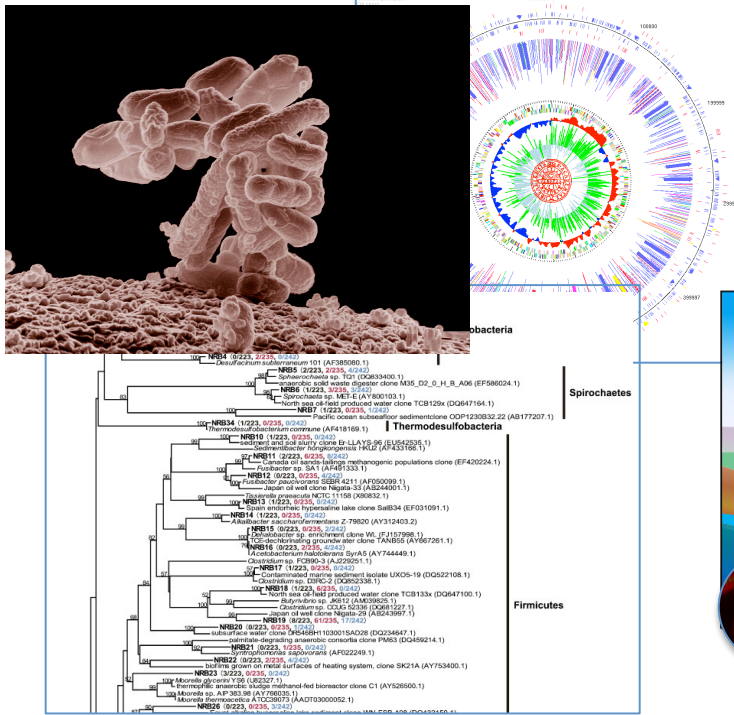 100000
199999
399997
obacteria
NRB4 (0/223, 2/235, 0/242)
Desulfacinum subterraneum 101 (AF385080.1)
NRB5 (2/223, 2/235, 4/242)
Sphaerochaeta sp. TQ1 (DQ833400.1)
anaerobic solid waste digester clone M35_D2_0_H_B_A06 (EF586024.1)
NRB6 (1/223, 3/235, 3/242)
Spirochaeta sp. MET-E (AY800103.1)
North sea oil-field produced water clone TCB129x (DQ647164.1)
NRB7 (1/223, 0/235, 1/242)
Pacific ocean subseafloor sedimentclone ODP1230B32.22 (AB177207.1)
Spirochaetes
NRB34 (1/223, 0/235, 0/242)
Thermodesulfobacterium commune (AF418169.1)
Thermodesulfobacteria
NRB10 (1/223, 0/235, 0/242)
sediment and soil slurry clone Er-LLAYS-96 (EU542535.1)
Sedimentibacter hongkongensis HKU2 (AF433166.1)
NRB11 (2/223, 6/235, 8/242)
Canada oil sands-tailings methanogenic populations clone (EF420224.1)
Fusibacter sp. SA1 (AF491333.1)
NRB12 (0/223, 0/235, 4/242)
Fusibacter paucivorans SEBR 4211 (AF050099.1)
Japan oil well clone Niigata-33 (AB244001.1)
Tissierella praeacuta NCTC 11158 (X80832.1)
NRB13 (1/223, 0/235, 0/242)
Spain endorheic hypersaline lake clone SalB34 (EF031091.1)
NRB14 (1/223, 0/235, 0/242)
Alkalibacter saccharofermentans Z-79820 (AY312403.2)
NRB15 (0/223, 0/235, 2/242)
Dehalobacter sp. enrichment clone WL (FJ157998.1)
TCE-dechlorinating groundwater clone TANB55 (AY667261.1)
NRB16 (0/223, 2/235, 4/242)
Acetobacterium halotolerans SyrA5 (AY744449.1)
Clostridium sp. FCB90-3 (AJ229251.1)
NRB17 (1/223, 0/235, 0/242)
Contaminated marine sediment isolate UXO5-19 (DQ522108.1)
Clostridium sp. D3RC-2 (DQ852338.1)
NRB18 (1/223, 6/235, 0/242)
North sea oil-field produced water clone TCB133x (DQ647100.1)
Butyrivibrio sp. JK612 (AM039825.1)
Clostridium sp. CCUG 52336 (DQ681227.1)
Japan oil well clone Niigata-29 (AB243997.1)
NRB19 (8/223, 61/235, 17/242)
Firmicutes
NRB20 (0/223, 0/235, 1/242)
subsurface water clone DR546BH1103001SAD28 (DQ234647.1)
palmitate-degrading anaerobic consortia clone PM63 (DQ459214.1)
NRB21 (0/223, 1/235, 0/242)
Syntrophomonas sapovorans (AF022249.1)
NRB22 (0/223, 2/235, 4/242)
biofilms grown on metal surfaces of heating system, clone SK21A (AY753400.1)
NRB23 (3/223, 0/235, 0/242)
Moorella glycerini YS6 (U82327.1)
thermophilic anaerobic sludge methanol-fed bioreactor clone C1 (AY526500.1)
Moorella sp. AIP 383.98 (AY766035.1)
Moorella thermoacetica ATCC39073 (AADT03000052.1)
NRB26 (0/223, 0/235, 3/242)